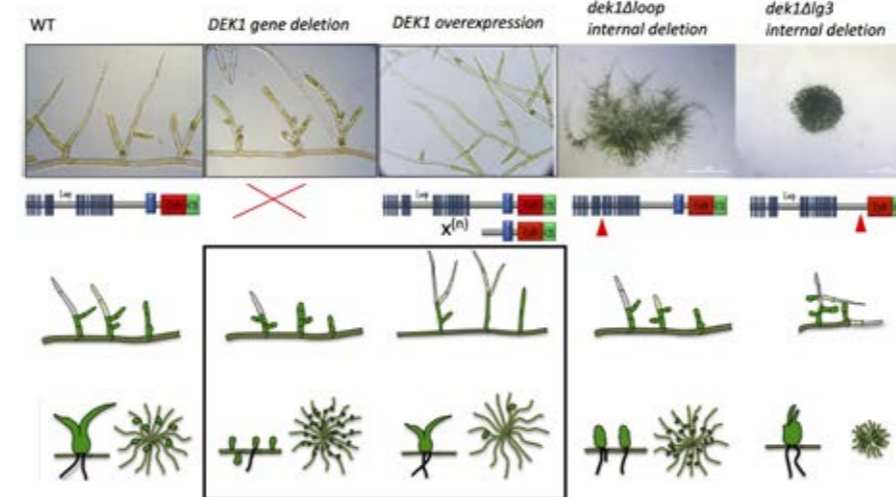 WT
DEK1 gene deletion
DEK1 overexpression
dek1Δloop
internal deletion
dek1Δlg3
internal deletion
x(n)